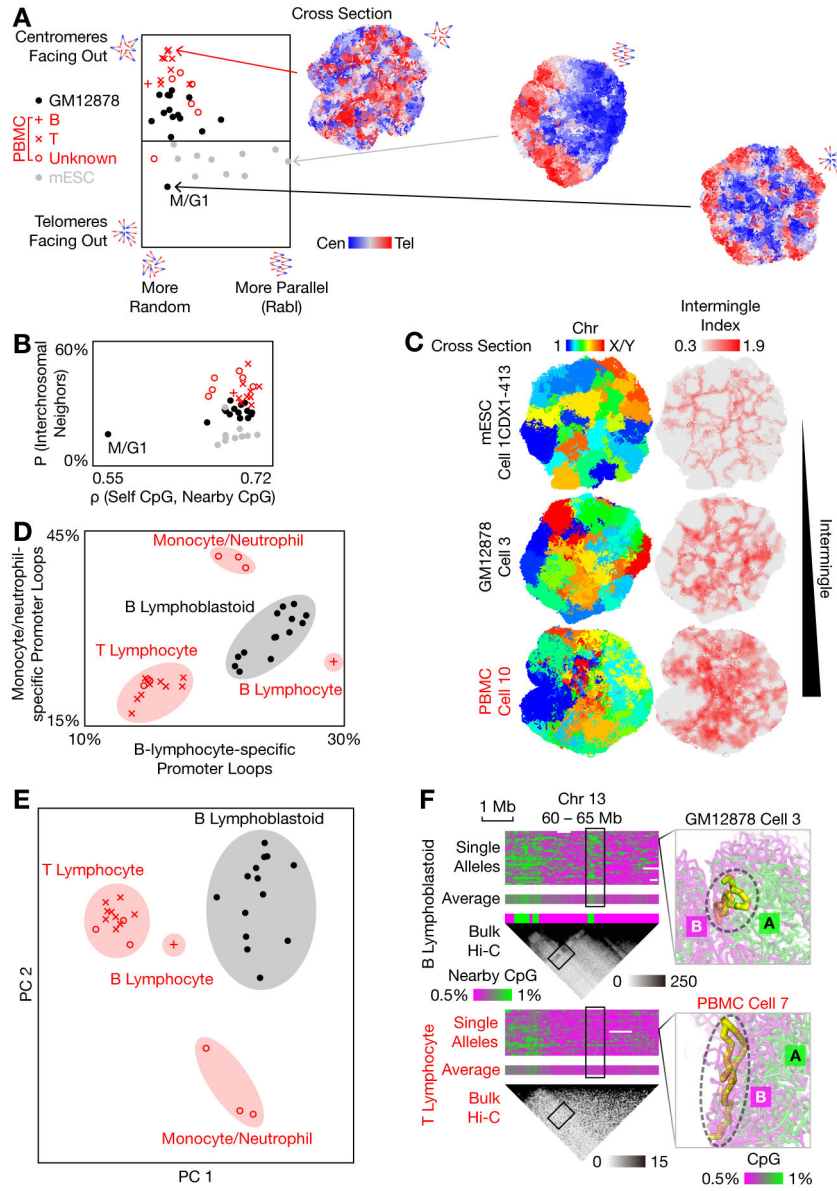 A
Centromeres
Facing Out
Cross Section
GM12878
PBMC
B
T
Unknown
mESC
M/G1
Telomeres
Facing Out
Cen
Tel
More
Random
More Parallel
(Rabl)
B
60%
P (Interchrosomal
Neighors)
M/G1
0%
0.55
0.72
ρ (Self CpG, Nearby CpG)
C
Cross Section
Chr
1
X/Y
Intermingle
Index
0.3
1.9
mESC
Cell 1CDX1-413
GM12878
Cell 3
PBMC
Cell 10
Intermingle
D
45%
Monocyte/neutrophil-
specific Promoter Loops
Monocyte/Neutrophil
B Lymphoblastoid
T Lymphocyte
B Lymphocyte
15%
10%
30%
B-lymphocyte-specific
Promoter Loops
E
B Lymphoblastoid
T Lymphocyte
B Lymphocyte
Monocyte/Neutrophil
PC 2
PC 1
F
1 Mb
Chr 13
60 – 65 Mb
GM12878 Cell 3
B Lymphoblastoid
Single
Alleles
Average
Bulk
Hi-C
B
A
0
250
Nearby CpG
0.5%
1%
PBMC Cell 7
T Lymphocyte
Single
Alleles
Average
Bulk
Hi-C
A
B
0
15
CpG
0.5%
1%